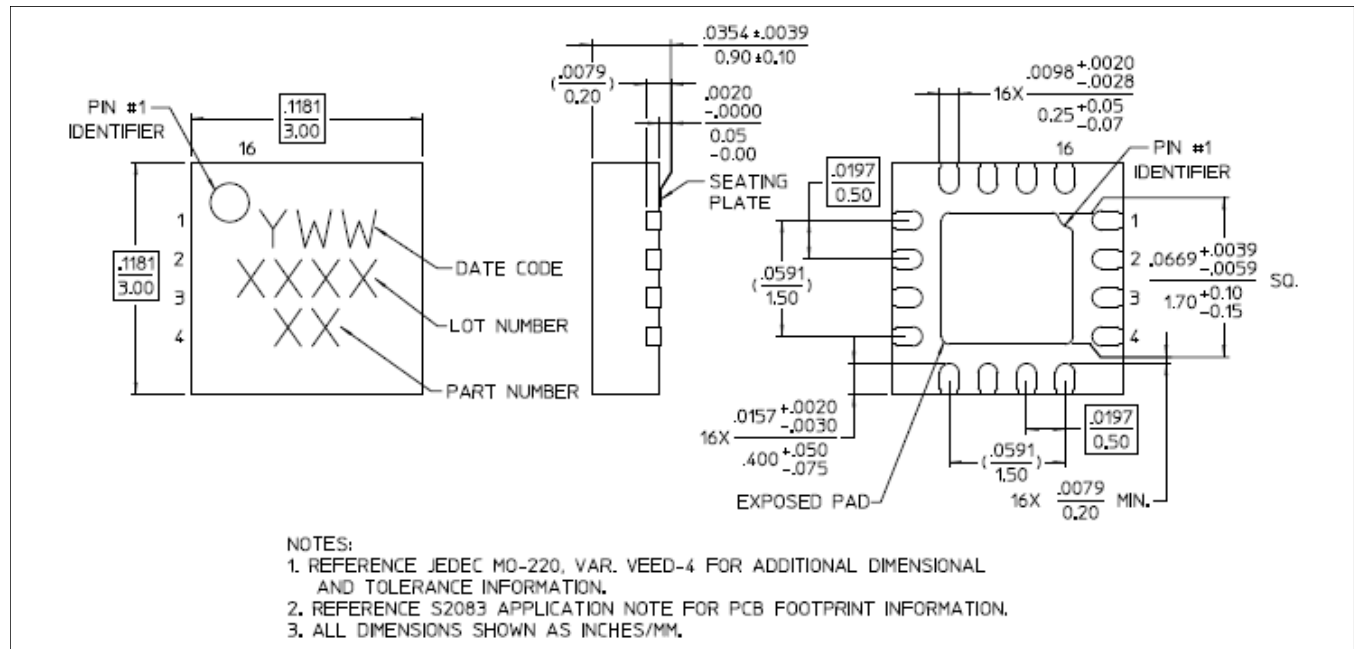 PIN #1
IDENTIFIER
.1181
3.00
16
.1181
3.00
1
2
3
4
Y W W
X X X X
X X
DATE CODE
LOT NUMBER
PART NUMBER
.0354 ±.0039
0.90 ±0.10
(.0079
0.20)
.0020
-.0000
0.05
-0.00
SEATING
PLATE
16X .0098 +.0020
-.0028
0.25 +0.05
-0.07
16
PIN #1
IDENTIFIER
.0197
0.50
(.0591
1.50)
1
2
3
4
.0669 +.0039
-.0059
1.70 +0.10
-0.15
SQ.
16X .0157 +.0020
-.0030
.400 +.050
-.075
.0197
0.50
(.0591
1.50)
EXPOSED PAD
16X .0079
0.20 MIN.
NOTES:
1. REFERENCE JEDEC MO-220, VAR. VEED-4 FOR ADDITIONAL DIMENSIONAL
AND TOLERANCE INFORMATION.
2. REFERENCE S2083 APPLICATION NOTE FOR PCB FOOTPRINT INFORMATION.
3. ALL DIMENSIONS SHOWN AS INCHES/MM.